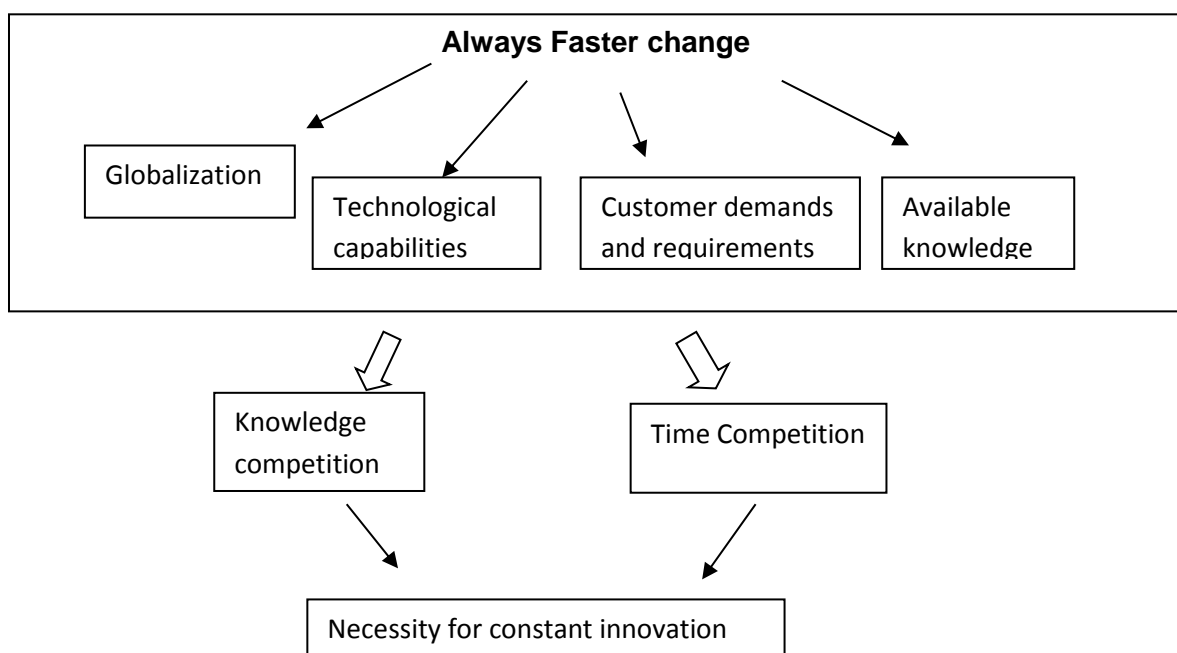 Always Faster change
Globalization
Technological
capabilities
Customer demands
and requirements
Available
knowledge
Knowledge
competition
Time Competition
Necessity for constant innovation